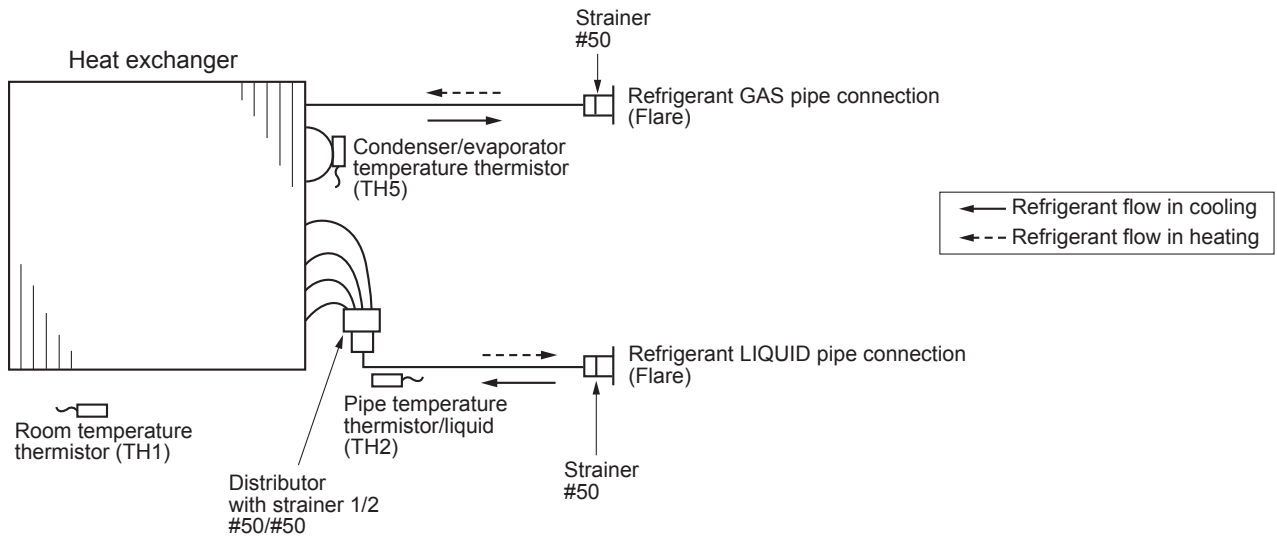 Strainer
#50
Heat exchanger
Refrigerant GAS pipe connection
(Flare)
Condenser/evaporator
temperature thermistor
(TH5)
Refrigerant flow in cooling
Refrigerant flow in heating
Refrigerant LIQUID pipe connection
(Flare)
Pipe temperature
thermistor/liquid
(TH2)
Room temperature
thermistor (TH1)
Strainer
#50
Distributor
with strainer 1/2
#50/#50